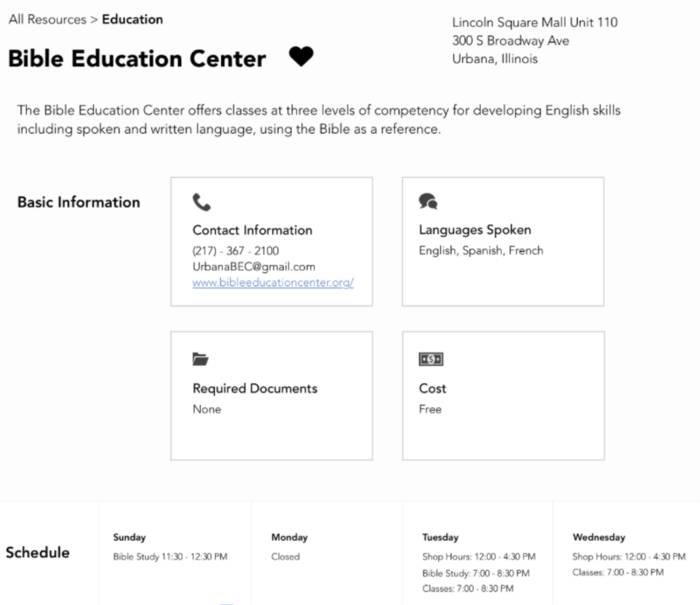 All Resources > Education
Bible Education Center
Lincoln Square Mall Unit 110
300 S Broadway Ave
Urbana, Illinois
The Bible Education Center offers classes at three levels of competency for developing English skills
including spoken and written language, using the Bible as a reference.
Basic Information
Contact Information
(217) - 367 - 2100
UrbanaBEC@gmail.com
www.bibleeducationcenter.org/
Languages Spoken
English, Spanish, French
Required Documents
None
Cost
Free
Schedule
Sunday
Bible Study 11:30 - 12:30 PM
Monday
Closed
Tuesday
Shop Hours: 12:00 - 4:30 PM
Bible Study: 7:00 - 8:30 PM
Classes: 7:00 - 8:30 PM
Wednesday
Shop Hours: 12:00 - 4:30 PM
Classes: 7:00 - 8:30 PM